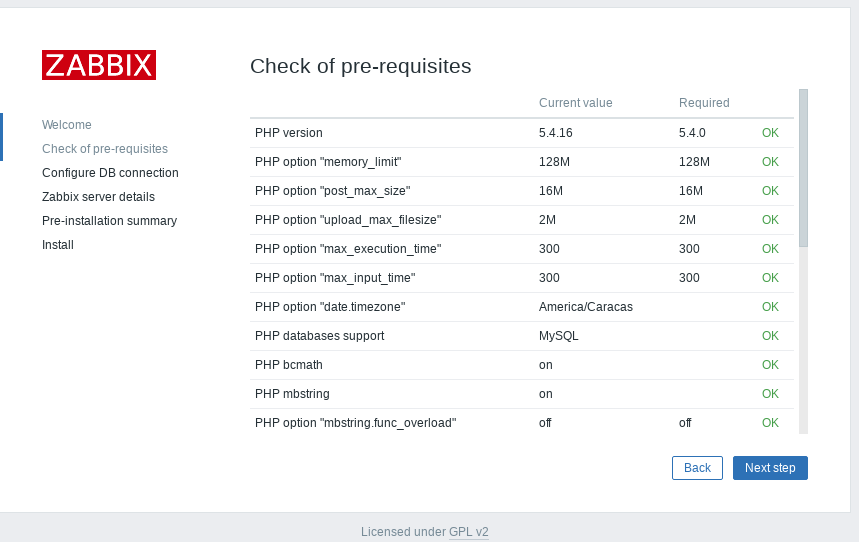 ZABBIX
Welcome
Check of pre-requisites
Configure DB connection
Zabbix server details
Pre-installation summary
Install
Check of pre-requisites
Current value Required
PHP version 5.4.16 5.4.0 OK
PHP option "memory_limit" 128M 128M OK
PHP option "post_max_size" 16M 16M OK
PHP option "upload_max_filesize" 2M 2M OK
PHP option "max_execution_time" 300 300 OK
PHP option "max_input_time" 300 300 OK
PHP option "date.timezone" America/Caracas OK
PHP databases support MySQL OK
PHP bcmath on OK
PHP mbstring on OK
PHP option "mbstring.func_overload" off off OK
Back Next step
Licensed under GPL v2